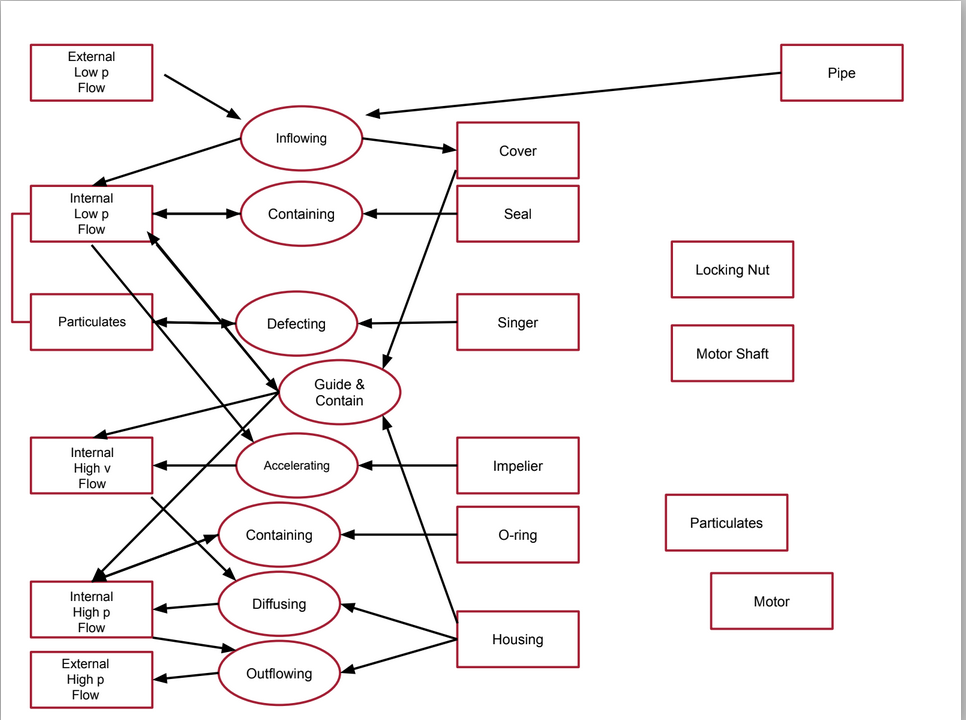 External
Low p
Flow
Pipe
Inflowing
Cover
Internal
Low p
Flow
Containing
Seal
Locking Nut
Particulates
Defecting
Singer
Motor Shaft
Guide &
Contain
Internal
High v
Flow
Accelerating
Impelier
Containing
O-ring
Particulates
Internal
High p
Flow
Diffusing
Motor
Housing
External
High p
Flow
Outflowing